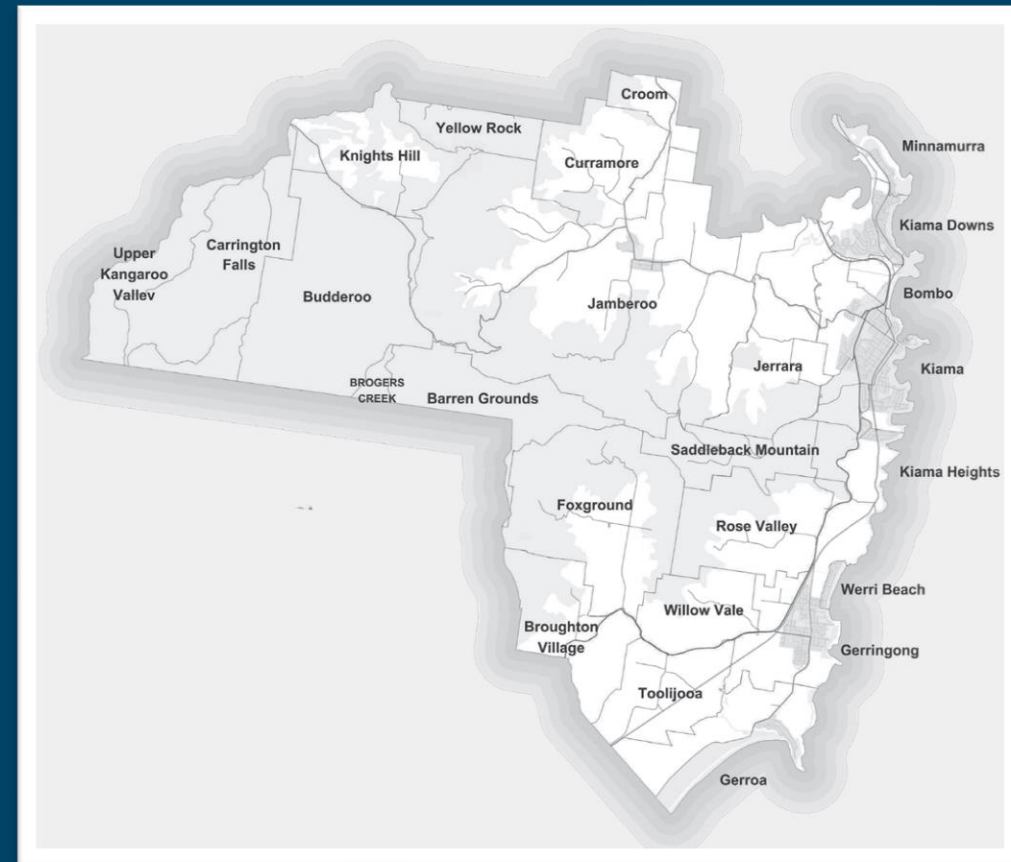 Croom
Minnamurra
Yellow Rock
Knights Hill
Curramore
Kiama Downs
Upper
Kangaroo
Vallev
Carrington
Falls
Budderoo
Jamberoo
Bombo
Jerrara
Kiama
BROGERS
CREEK
Barren Grounds
Saddleback Mountain
Kiama Heights
Foxground
Rose Valley
Werri Beach
Willow Vale
Broughton
Village
Gerringong
Toolijooa
Gerroa